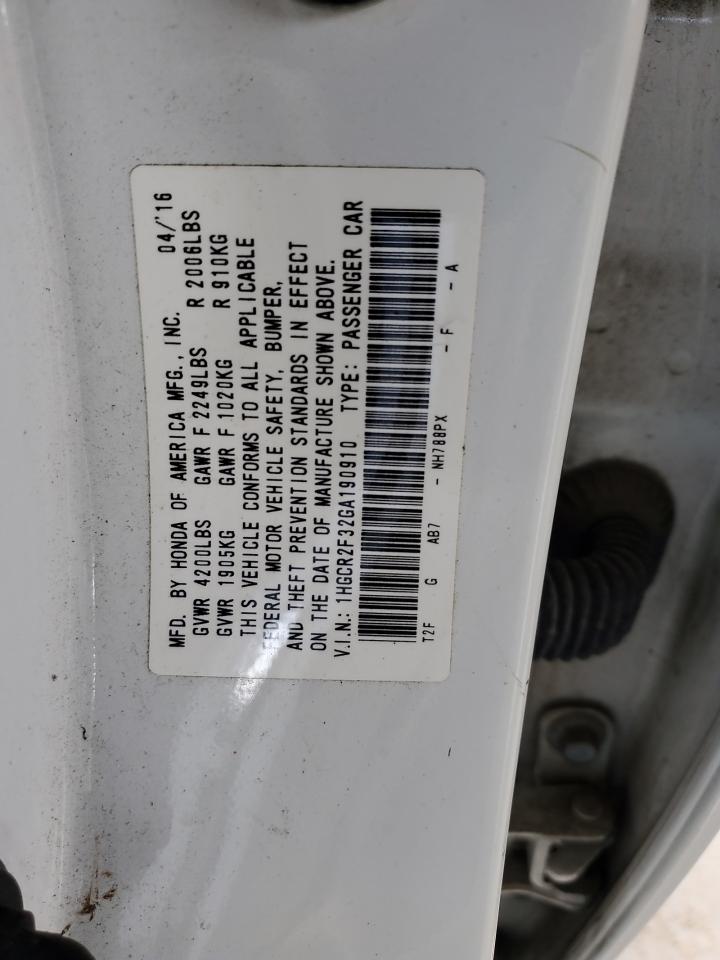 MFD. BY HONDA OF AMERICA MFG., INC. 04/'16
GVWR 4200LBS GAWR F 2249LBS R 2006LBS
GVWR 1905KG GAWR F 1020KG R 910KG
THIS VEHICLE CONFORMS TO ALL APPLICABLE
FEDERAL MOTOR VEHICLE SAFETY, BUMPER,
AND THEFT PREVENTION STANDARDS IN EFFECT
ON THE DATE OF MANUFACTURE SHOWN ABOVE.
V.I.N.: 1HGCR2F32GA190910 TYPE: PASSENGER CAR
T2F G AB7 - NH788PX - F - A